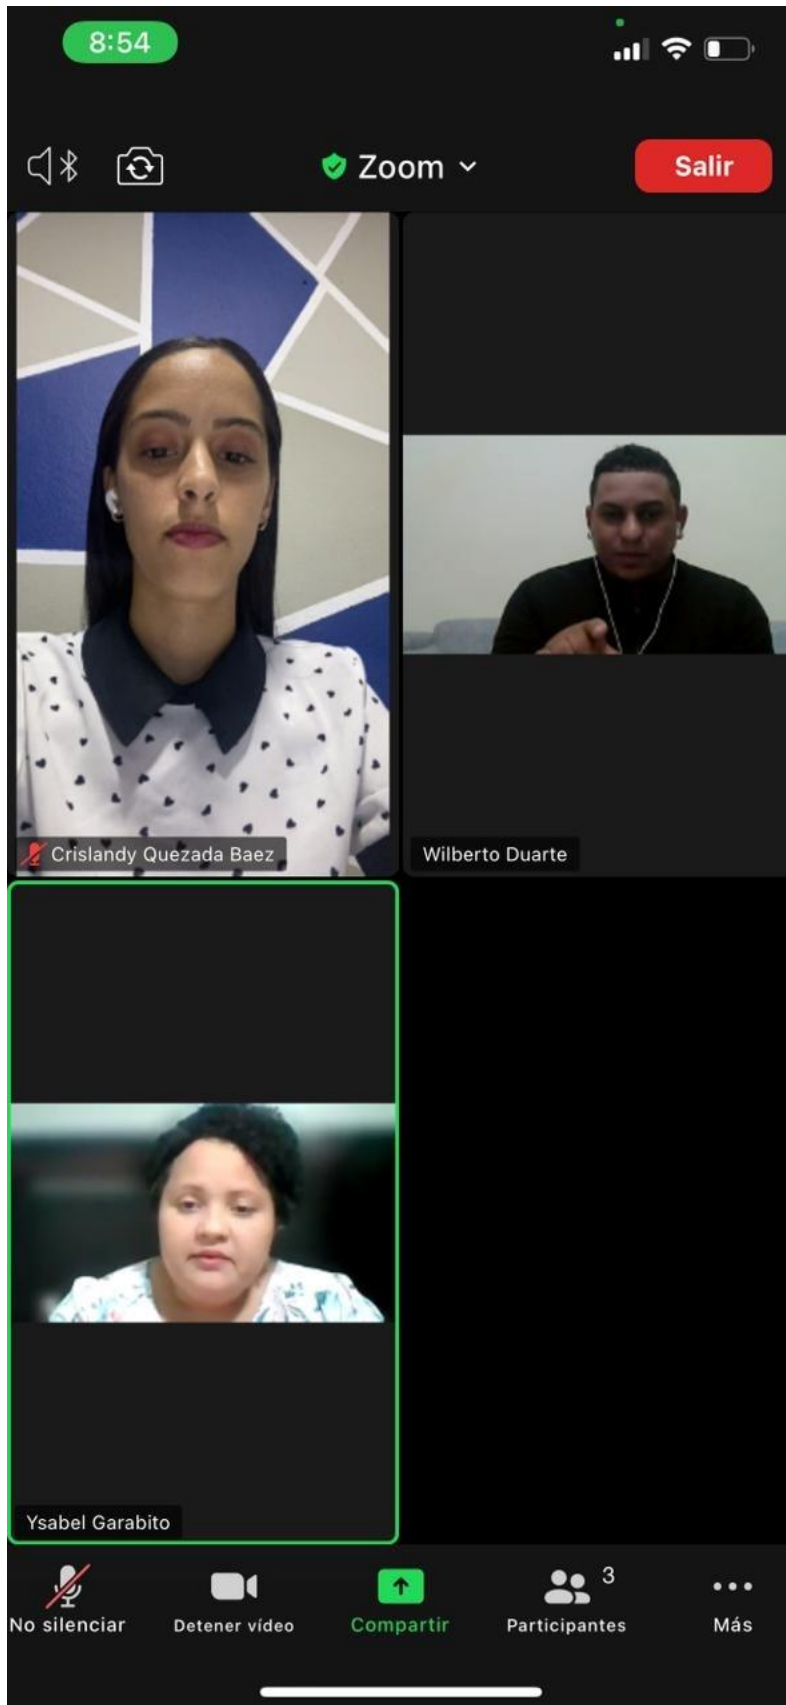 8:54
Zoom
Salir
Crislandy Quezada Baez
Wilberto Duarte
Ysabel Garabito
3
No silenciar
Detener vídeo
Compartir
Participantes
Más